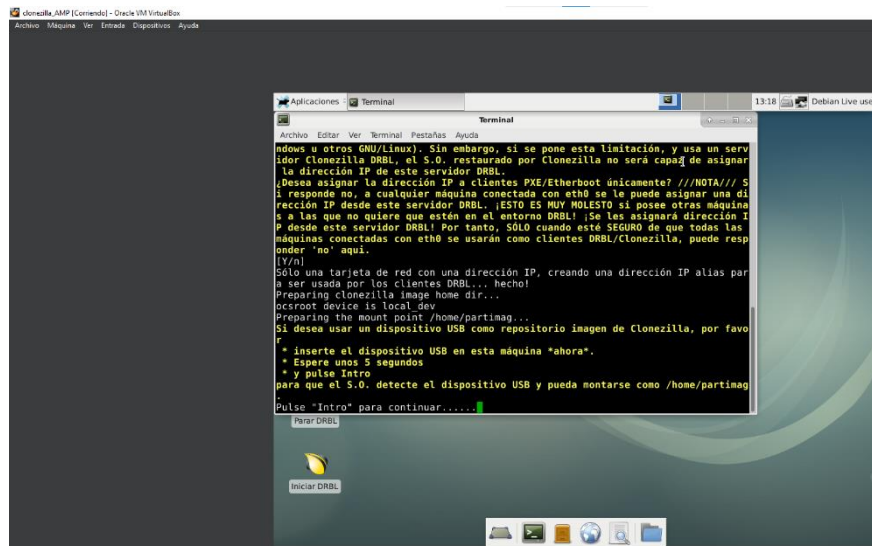 clonezilla_AMP [Corriendo] - Oracle VM VirtualBox
Archivo Máquina Ver Entrada Dispositivos Ayuda
Aplicaciones Terminal 13:18 Debian Live use
Terminal
Archivo Editar Ver Terminal Pestañas Ayuda
ndows u otros GNU/Linux). Sin embargo, si se pone esta limitación, y usa un serv
idor Clonezilla DRBL, el S.O. restaurado por Clonezilla no será capaz de asignar
la dirección IP de este servidor DRBL.
¿Desea asignar la dirección IP a clientes PXE/Etherboot únicamente? ///NOTA/// S
i responde no, a cualquier máquina conectada con eth0 se le puede asignar una di
rección IP desde este servidor DRBL. ¡ESTO ES MUY MOLESTO si posee otras máquina
s a las que no quiere que estén en el entorno DRBL! ¡Se les asignará dirección I
P desde este servidor DRBL! Por tanto, SÓLO cuando esté SEGURO de que todas las
máquinas conectadas con eth0 se usarán como clientes DRBL/Clonezilla, puede resp
onder 'no' aqui.
[Y/n]
Sólo una tarjeta de red con una dirección IP, creando una dirección IP alias par
a ser usada por los clientes DRBL... hecho!
Preparing clonezilla image home dir...
ocsroot device is local_dev
Preparing the mount point /home/partimag...
Si desea usar un dispositivo USB como repositorio imagen de Clonezilla, por favo
r
* inserte el dispositivo USB en esta máquina *ahora*.
* Espere unos 5 segundos
* y pulse Intro
para que el S.O. detecte el dispositivo USB y pueda montarse como /home/partimag
.
Pulse "Intro" para continuar......
Parar DRBL
Iniciar DRBL